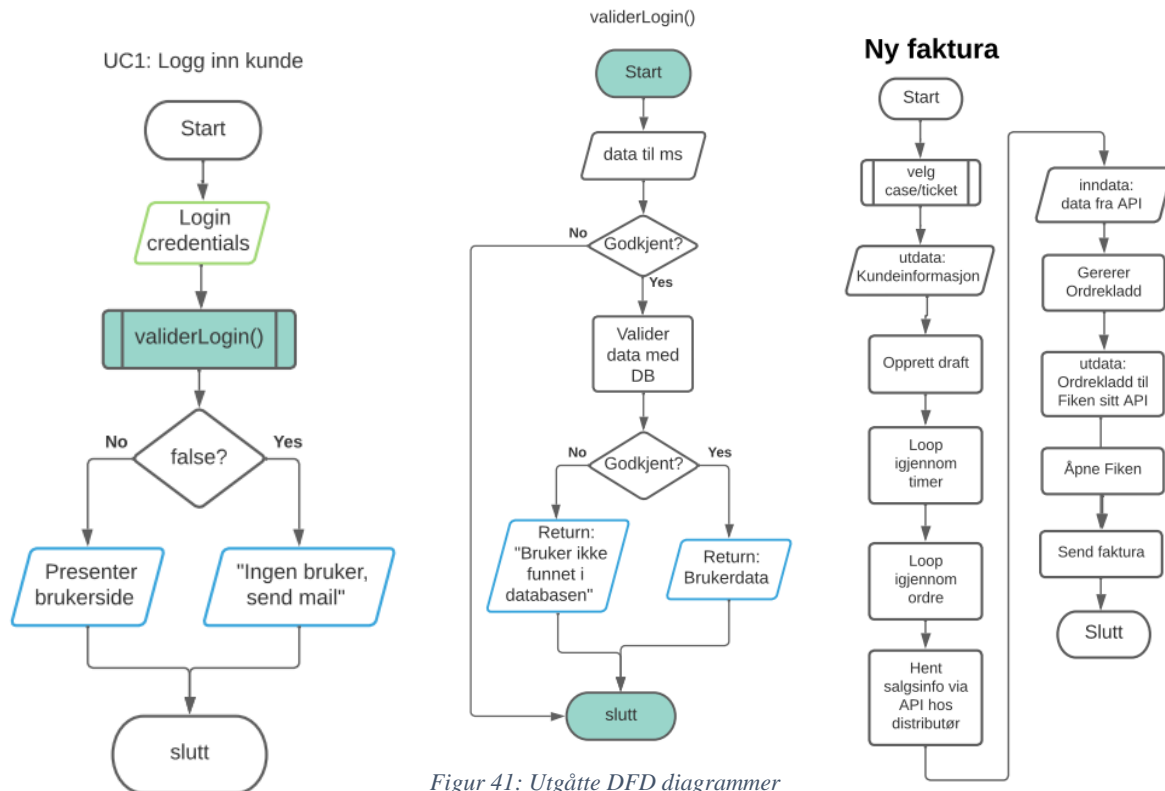 UC1: Logg inn kunde
Start
Login
credentials
validerLogin()
false?
No
Yes
Presenter
brukerside
"Ingen bruker,
send mail"
slutt
validerLogin()
Start
data til ms
Godkjent?
No
Yes
Valider
data med
DB
Godkjent?
No
Yes
Return:
"Bruker ikke
funnet i
databasen"
Return:
Brukerdata
slutt
Ny faktura
Start
velg
case/ticket
utdata:
Kundeinformasjon
Opprett draft
Loop
igjennom
timer
Loop
igjennom
ordre
Hent
salgsinfo via
API hos
distributør
inndata:
data fra API
Gererer
Ordrekladd
utdata:
Ordrekladd til
Fiken sitt API
Åpne Fiken
Send faktura
Slutt
Figur 41: Utgåtte DFD diagrammer